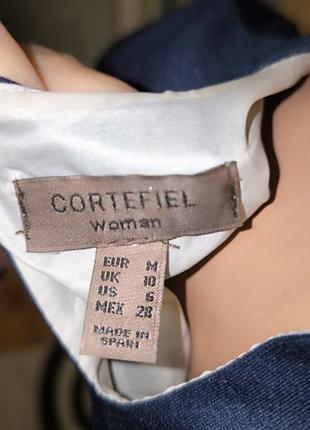 CORTEFIEL
Woman
EUR M
UK 10
US 6
MEX 28
MADE IN
SPAIN